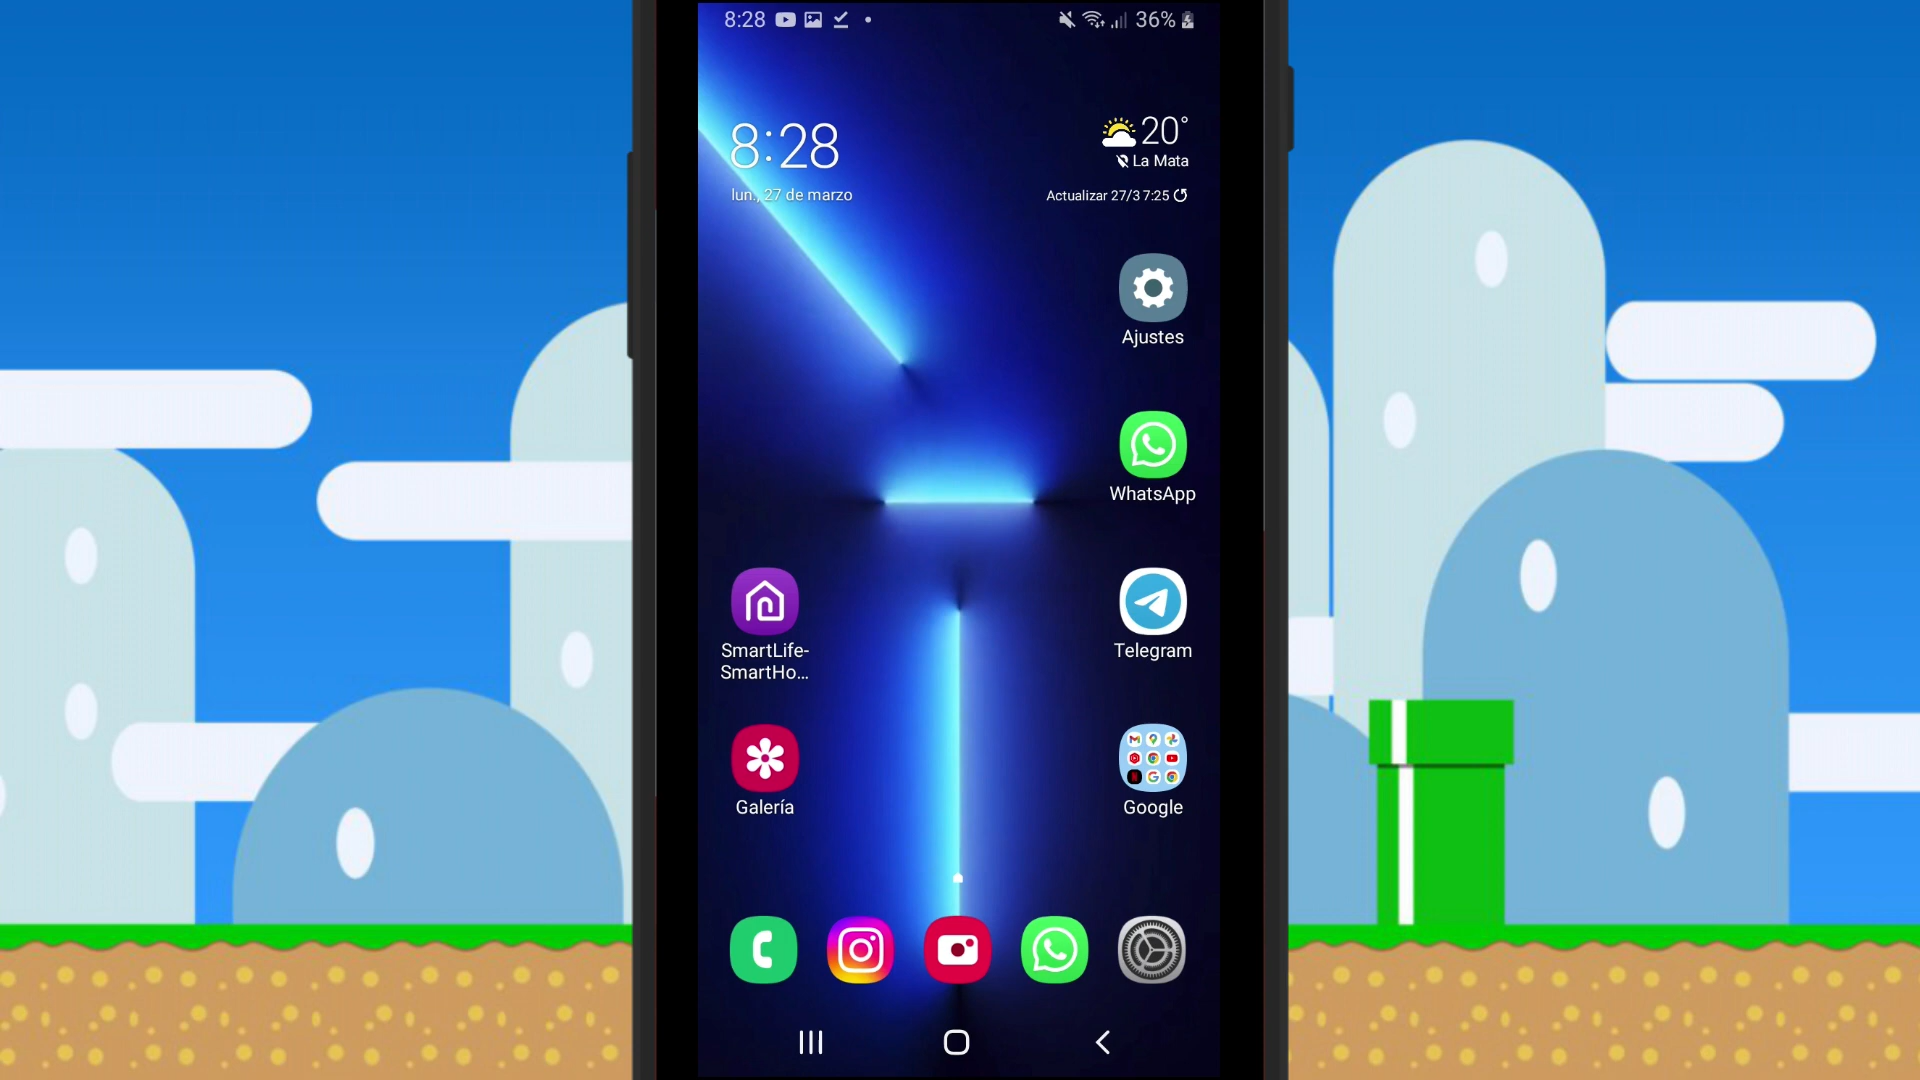 8:28
36%
8:28
lun., 27 de marzo
20°
La Mata
Actualizar 27/3 7:25
Ajustes
WhatsApp
SmartLife-
SmartHo...
Telegram
Galería
Google